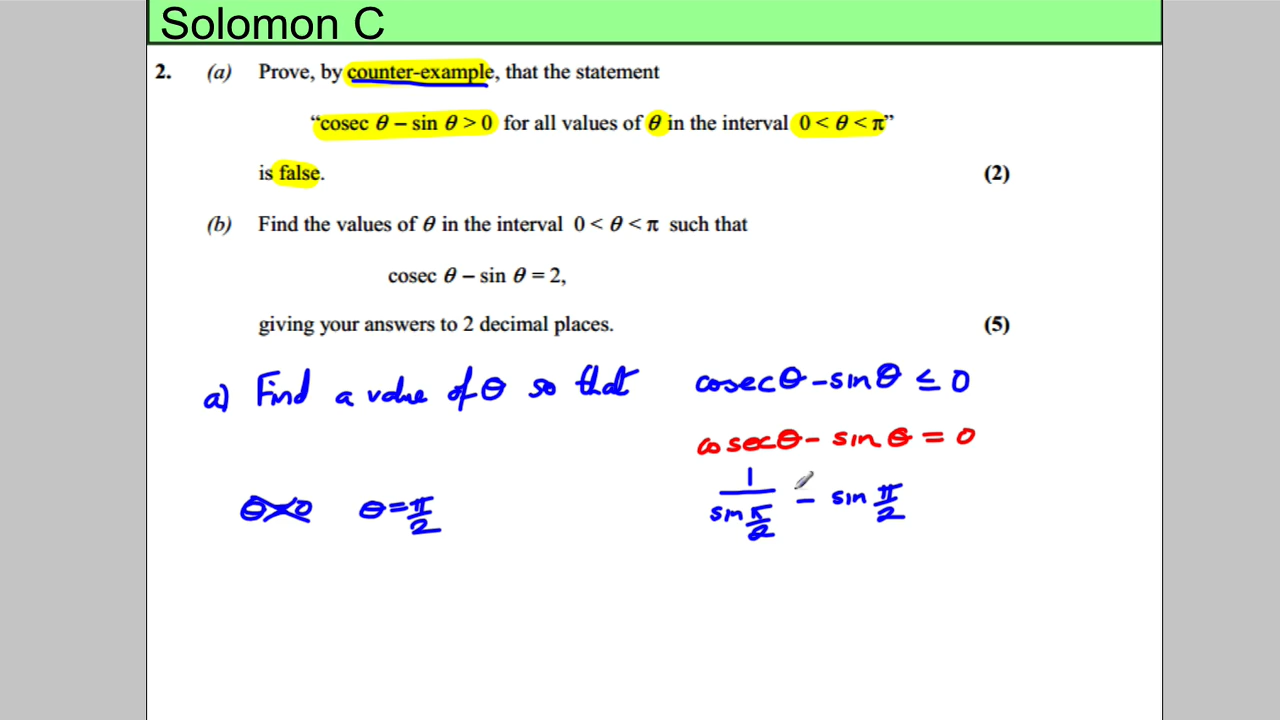 Solomon C
2. (a) Prove, by counter-example, that the statement
“cosec θ – sin θ > 0 for all values of θ in the interval 0 < θ < π”
is false. (2)
(b) Find the values of θ in the interval 0 < θ < π such that
cosec θ – sin θ = 2,
giving your answers to 2 decimal places. (5)
a) Find a value of θ so that cosecθ - sinθ ≤ 0
cosecθ - sinθ = 0
θ=0 θ=π/2 1/sin π/2 - sin π/2